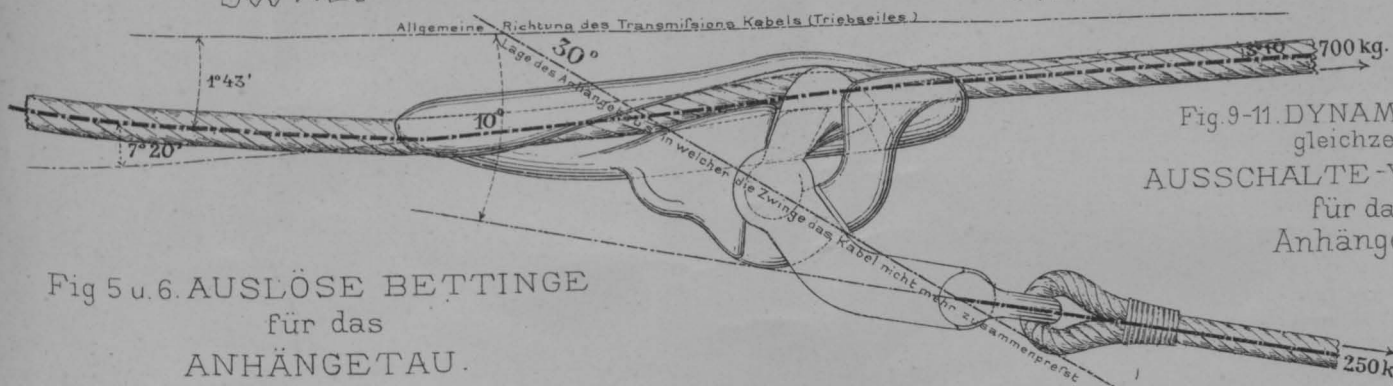 Allgemeine Richtung des Transmiſsions Kabels (Triebseiles)
30°
Lage des
in welcher die Zwinge das Kabel nicht mehr zusammenpreſst
1°43'
10°
7°20'
700 kg.
Fig. 9-11. DYNAM
gleichze
AUSSCHALTE-V
für da
Anhänge
Fig 5 u. 6. AUSLÖSE BETTINGE
für das
ANHÄNGETAU.
250 k